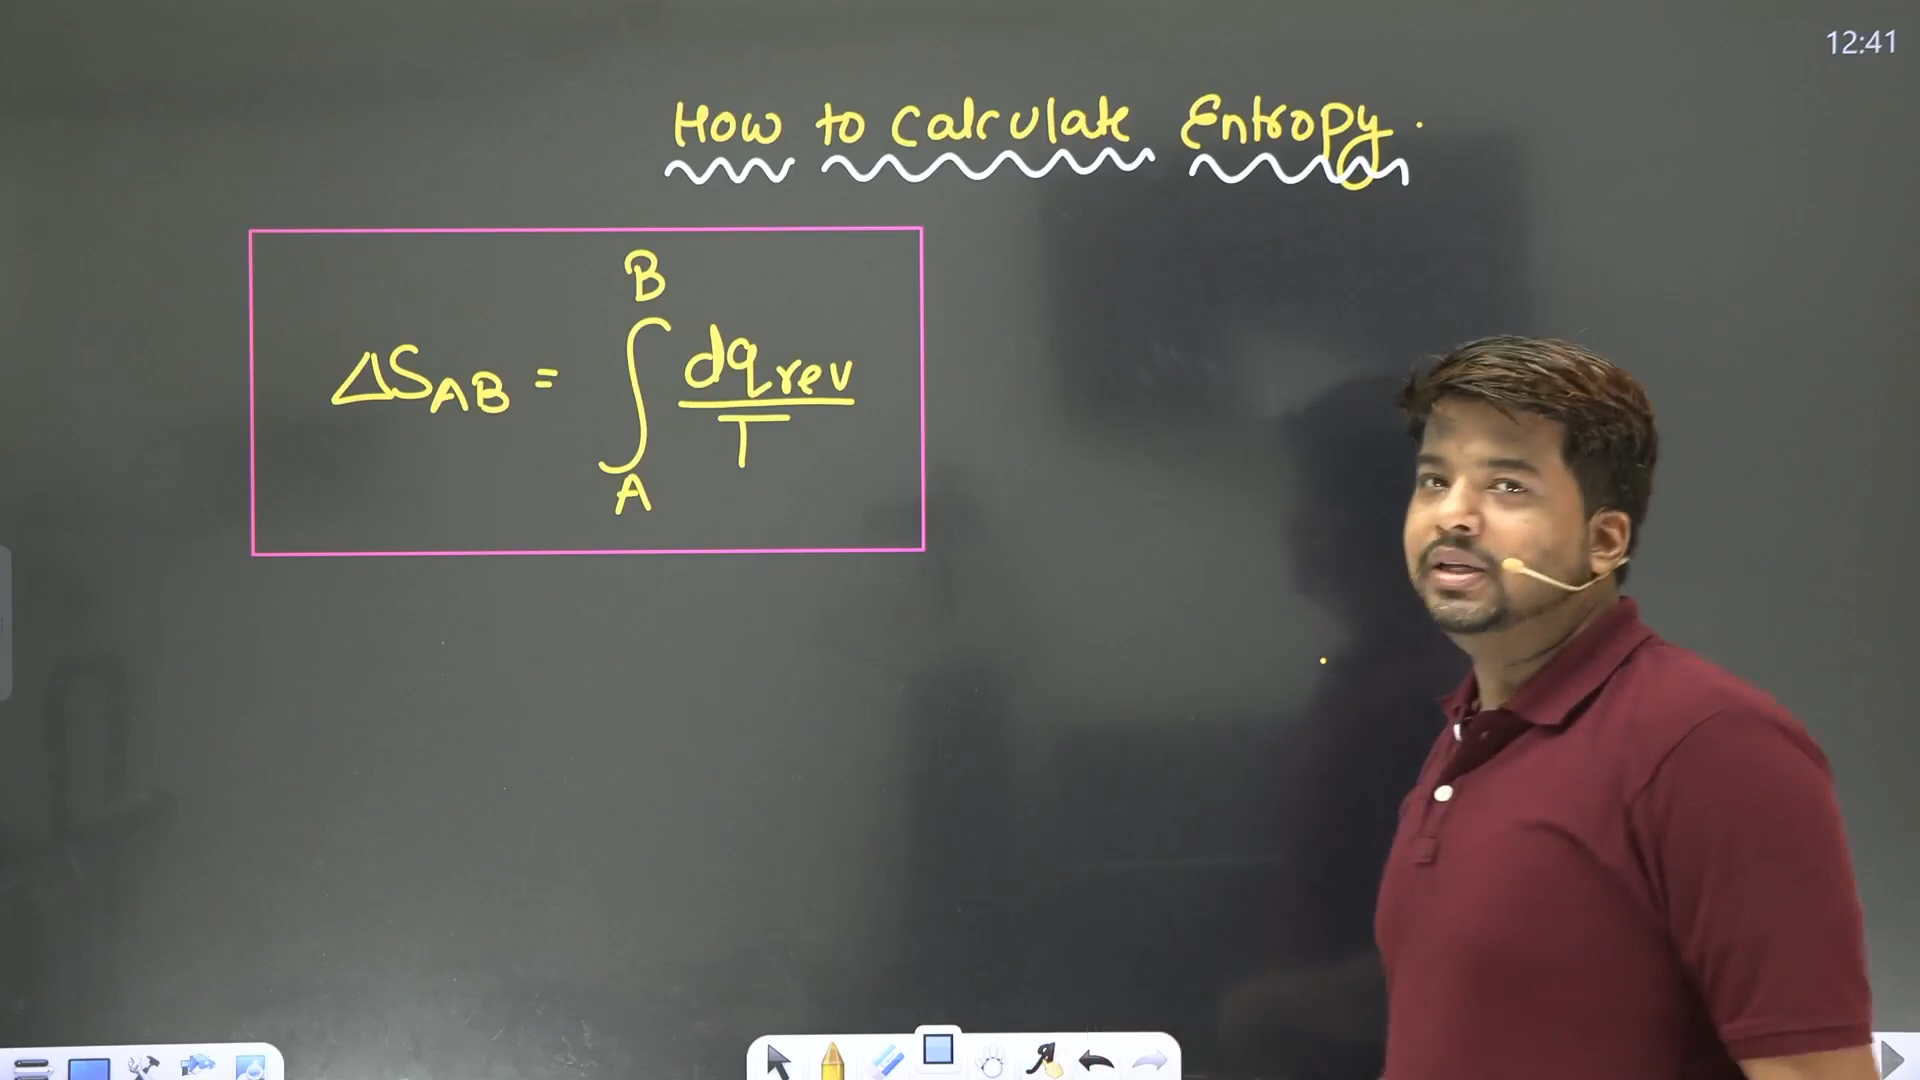 12:41
How to Calculate Entropy.
B
ΔS_AB = ∫ dq_rev
T
A